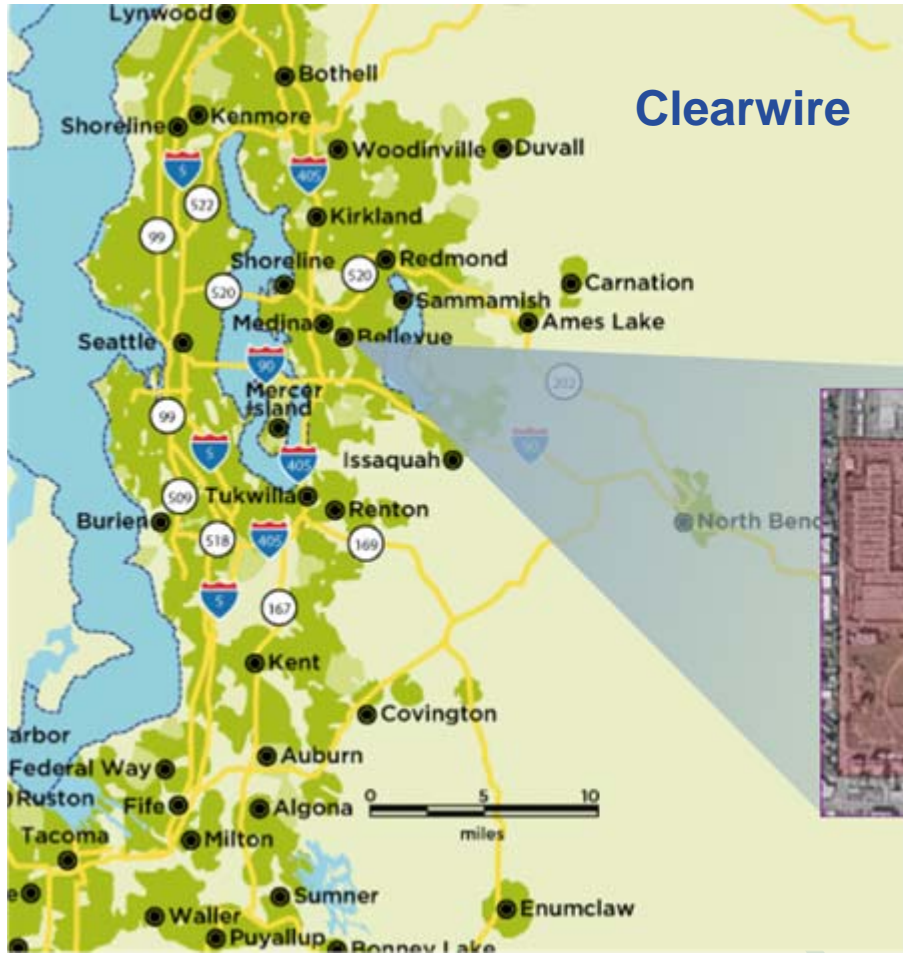 Lynwood
Bothell
Clearwire
Kenmore
Shoreline
Woodinville
Duvall
5
405
522
Kirkland
99
Redmond
Shoreline
520
Carnation
520
Sammamish
Medina
Ames Lake
Seattle
Bellevue
90
202
Mercer
Island
99
90
5
405
Issaquah
Tukwilla
509
Renton
Burien
North Bend
518
405
169
5
167
Kent
Covington
arbor
Auburn
Federal Way
0 5 10
Ruston
Fife
Algona
miles
Tacoma
Milton
e
Sumner
Enumclaw
Waller
Puyallup
Bonney Lake